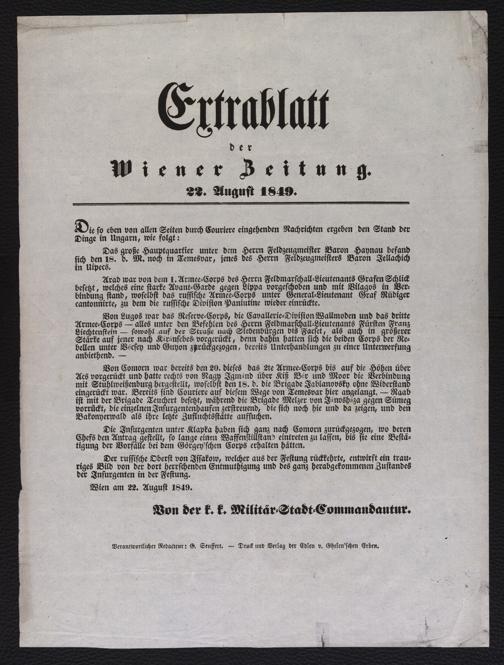 Extrablatt
der
Wiener Zeitung.
22. August 1849.
Die so eben von allen Seiten durch Couriere eingehenden Nachrichten ergeben den Stand der
Dinge in Ungarn, wie folgt:
Das große Hauptquartier unter dem Herrn Feldzeugmeister Baron Haynau befand
sich den 18. d. M. noch in Temesvar, jenes des Herrn Feldzeugmeisters Baron Jellachich
in Uipecs.
Arad war von dem 1. Armee-Corps des Herrn Feldmarschall-Lieutenants Grafen Schlick
besetzt, welches eine starke Avant-Garde gegen Lippa vorgeschoben und mit Vilagos in Ver-
bindung stand, woselbst das russische Armee-Corps unter General-Lieutenant Graf Rüdiger
cantonnirte, zu dem die russische Division Paniutine wieder einrückte.
Von Lugos war das Reserve-Corps, die Cavallerie-Division Wallmoden und das dritte
Armee-Corps — alles unter den Befehlen des Herrn Feldmarschall-Lieutenants Fürsten Franz
Liechtenstein — sowohl auf der Straße nach Siebenbürgen bis Facset, als auch in größerer
Stärke auf jener nach Karansebes vorgerückt, denn dahin hatten sich die beiden Corps der Re-
bellen unter Vecsey und Guyon zurückgezogen, bereits Unterhandlungen zu einer Unterwerfung
anbiethend. —
Von Comorn war bereits den 20. dieses das 2te Armee-Corps bis auf die Höhen über
Acs vorgerückt und hatte rechts von Nagy Igmand über Kiß Ber und Moor die Verbindung
mit Stuhlweißenburg hergestellt, woselbst den 18. d. die Brigade Jablanovsky ohne Widerstand
eingerückt war. Bereits sind Couriere auf diesem Wege von Temesvar hier angelangt. — Raab
ist mit der Brigade Teuchert besetzt, während die Brigade Melzer von Pinosdiga gegen Sümeg
vorrückt, die einzelnen Insurgentenhaufen zerstreuend, die sich noch hie und da zeigen, und den
Bakonyerwald als ihre letzte Zufluchtsstätte aufsuchen.
Die Insurgenten unter Klapka haben sich ganz nach Comorn zurückgezogen, wo deren
Chefs den Antrag gestellt, so lange einen Waffenstillstand eintreten zu lassen, bis sie eine Bestä-
tigung der Vorfälle bei dem Görgey'schen Corps erhalten hätten.
Der russische Oberst von Issakow, welcher aus der Festung rückkehrte, entwirft ein trau-
riges Bild von der dort herrschenden Entmuthigung und des ganz herabgekommenen Zustandes
der Insurgenten in der Festung.
Wien am 22. August 1849.
Von der k. k. Militär-Stadt-Commandantur.
Verantwortlicher Redacteur: G. Seuffert. — Druck und Verlag der Edlen v. Ghelen'schen Erben.